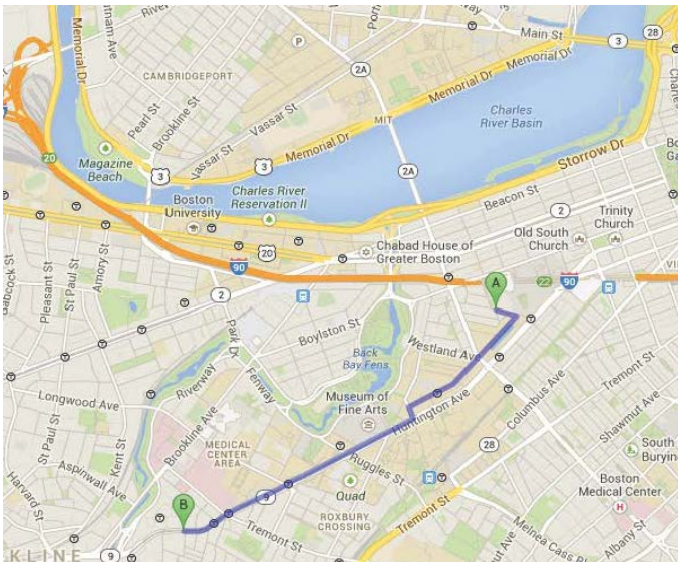 Memorial Dr
Main St
28
3
P
2A
CAMBRIDGEPORT
Memorial Dr
Memorial Dr
Charles
River Basin
MIT
Vassar St
Pearl St
Brookline St
Vassar St
3
20
Magazine
Beach
3
2A
Storrow Dr
Boston
University
Charles River
Reservation II
Beacon St
2
Trinity
Church
Old South
Church
Chabad House of
Greater Boston
20
90
22
90
A
Babcock St
Pleasant St
St Paul St
Amory St
2
Boylston St
Park Dr
Back
Bay Fens
Westland Ave
Fenway
Riverway
Columbus Ave
Tremont St
Shawmut Ave
Longwood Ave
Museum of
Fine Arts
Huntington Ave
St Paul St
Kent St
Brookline Ave
MEDICAL
CENTER
AREA
28
Ruggles St
South
Buryin
Aspinwall Ave
Harvard St
9
Quad
Boston
Medical Center
H
B
ROXBURY
CROSSING
Tremont St
Tremont St
Melnea Cass
Albany St
KLINE
9